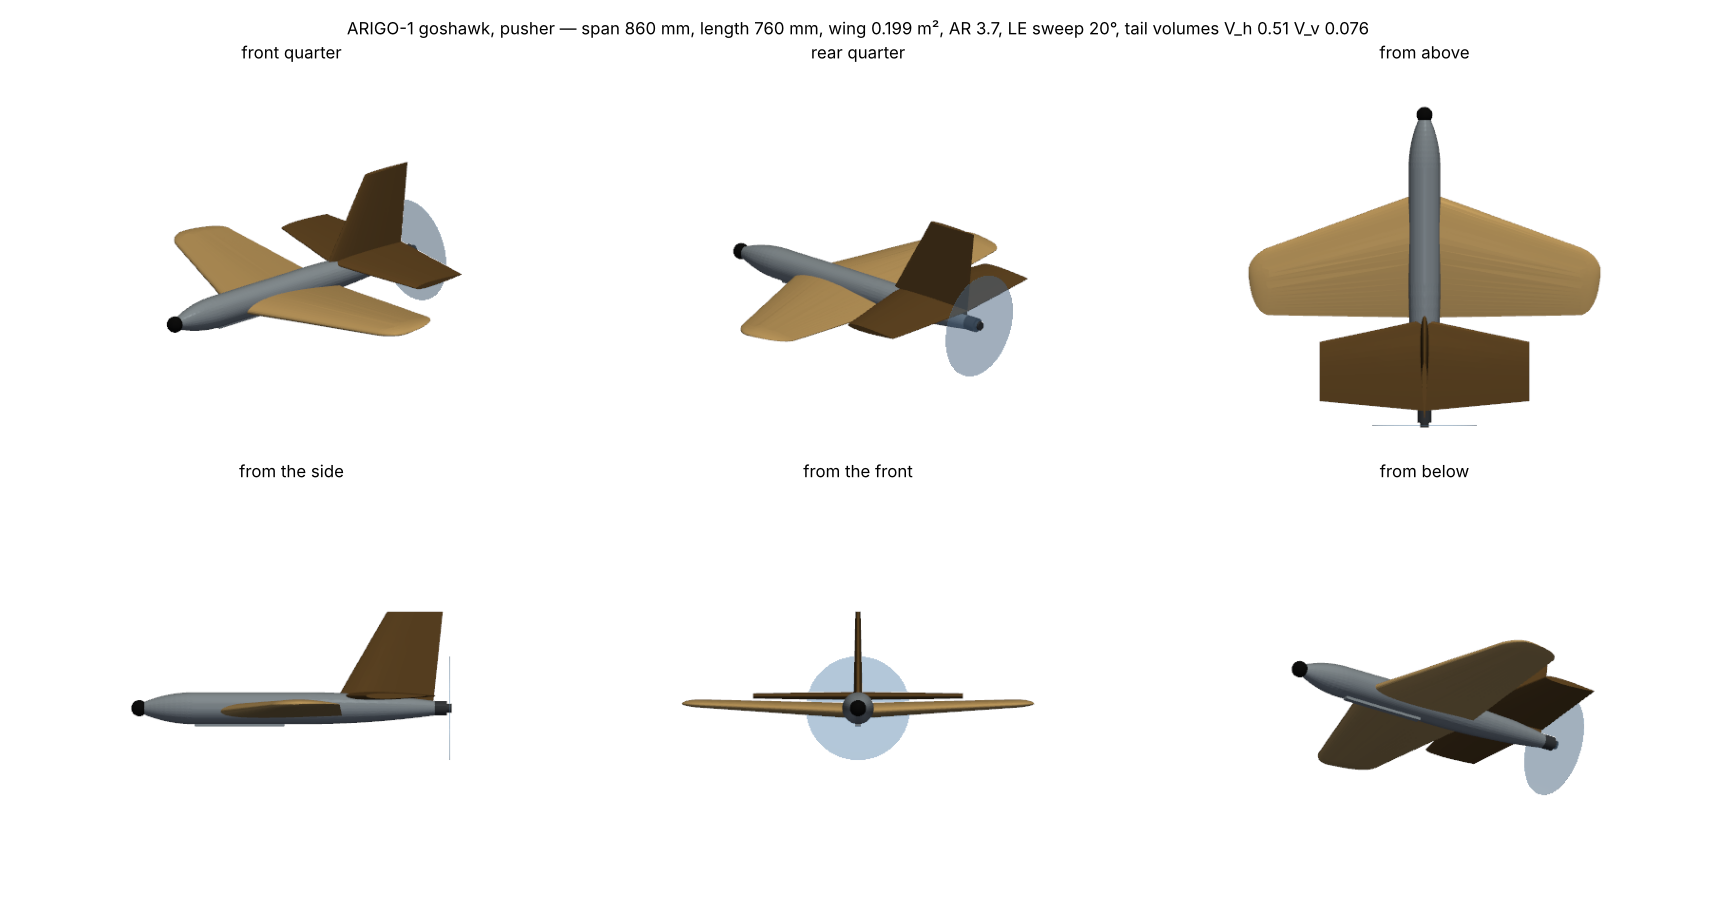 ARIGO-1 goshawk, pusher — span 860 mm, length 760 mm, wing 0.199 m², AR 3.7, LE sweep 20°, tail volumes V_h 0.51 V_v 0.076
front quarter
rear quarter
from above
from the side
from the front
from below